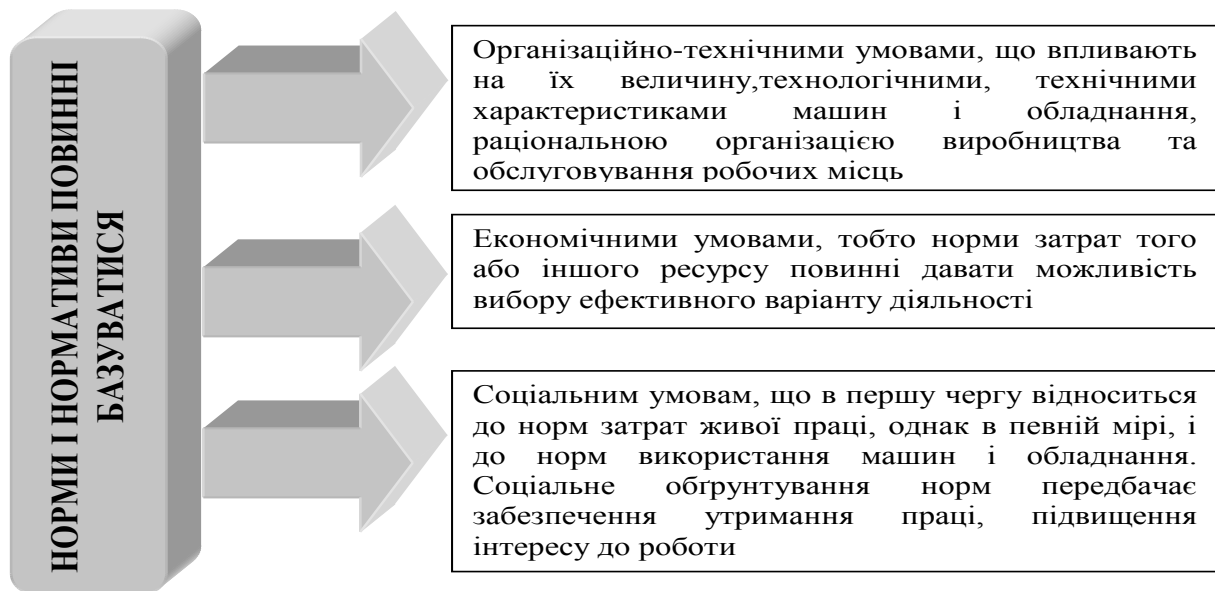 НОРМИ І НОРМАТИВИ ПОВИННІ
БАЗУВАТИСЯ
Організаційно-технічними умовами, що впливають
на їх величину,технологічними, технічними
характеристиками машин і обладнання,
раціональною організацією виробництва та
обслуговування робочих місць
Економічними умовами, тобто норми затрат того
або іншого ресурсу повинні давати можливість
вибору ефективного варіанту діяльності
Соціальним умовам, що в першу чергу відноситься
до норм затрат живої праці, однак в певній мірі, і
до норм використання машин і обладнання.
Соціальне обґрунтування норм передбачає
забезпечення утримання праці, підвищення
інтересу до роботи